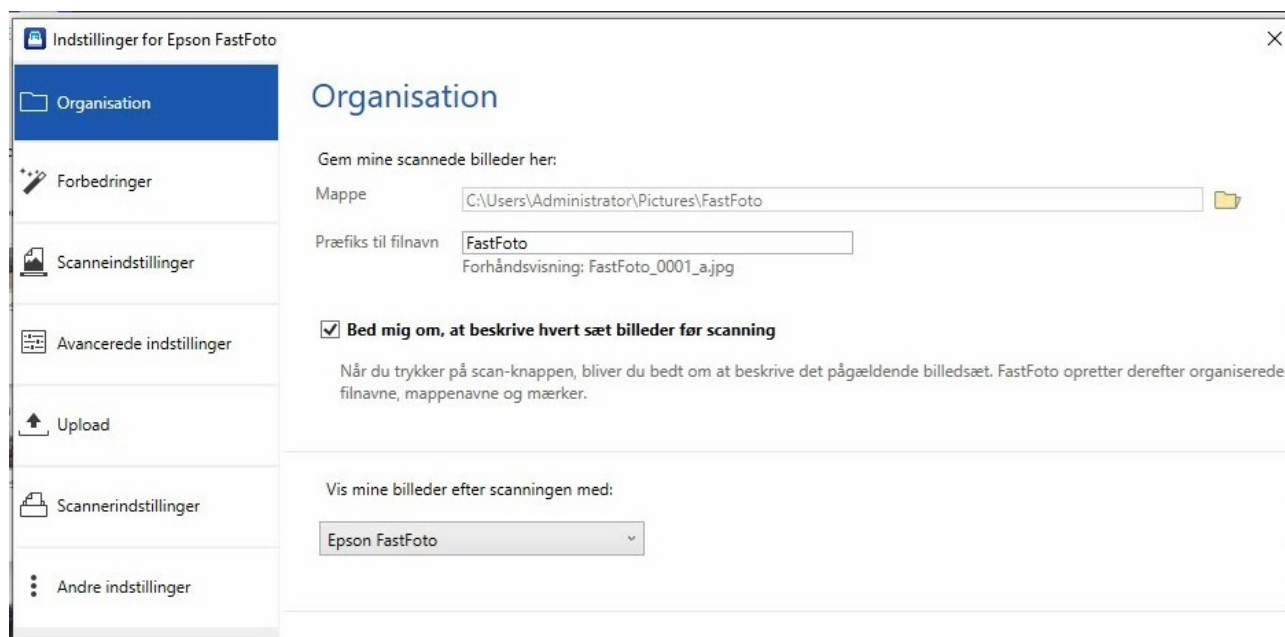 Indstillinger for Epson FastFoto
Organisation
Forbedringer
Scanneindstillinger
Avancerede indstillinger
Upload
Scannerindstillinger
Andre indstillinger
Organisation
Gem mine scannede billeder her:
Mappe C:\Users\Administrator\Pictures\FastFoto
Præfiks til filnavn FastFoto
Forhåndsvisning: FastFoto_0001_a.jpg
Bed mig om, at beskrive hvert sæt billeder før scanning
Når du trykker på scan-knappen, bliver du bedt om at beskrive det pågældende billedsæt. FastFoto opretter derefter organiserede
filnavne, mappenavne og mærker.
Vis mine billeder efter scanningen med:
Epson FastFoto